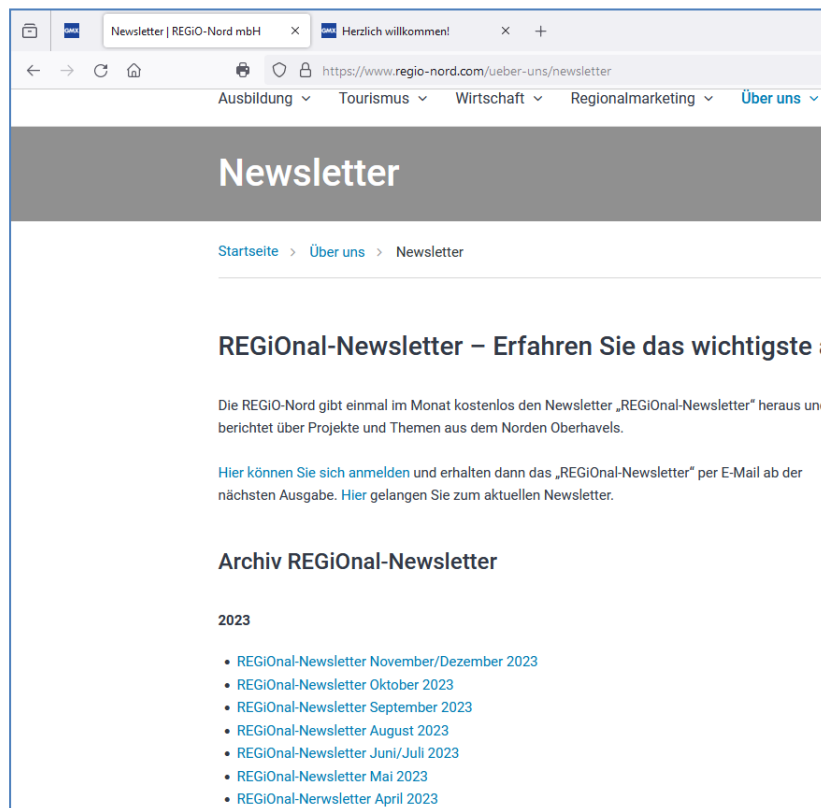 GMX
Newsletter | REGiO-Nord mbH
GMX
Herzlich willkommen!
https://www.regio-nord.com/ueber-uns/newsletter
Ausbildung
Tourismus
Wirtschaft
Regionalmarketing
Über uns
Newsletter
Startseite > Über uns > Newsletter
REGiOnal-Newsletter – Erfahren Sie das wichtigste
Die REGiO-Nord gibt einmal im Monat kostenlos den Newsletter „REGiOnal-Newsletter“ heraus und
berichtet über Projekte und Themen aus dem Norden Oberhavels.
Hier können Sie sich anmelden und erhalten dann das „REGiOnal-Newsletter“ per E-Mail ab der
nächsten Ausgabe. Hier gelangen Sie zum aktuellen Newsletter.
Archiv REGiOnal-Newsletter
2023
• REGiOnal-Newsletter November/Dezember 2023
• REGiOnal-Newsletter Oktober 2023
• REGiOnal-Newsletter September 2023
• REGiOnal-Newsletter August 2023
• REGiOnal-Newsletter Juni/Juli 2023
• REGiOnal-Newsletter Mai 2023
• REGiOnal-Nerwsletter April 2023